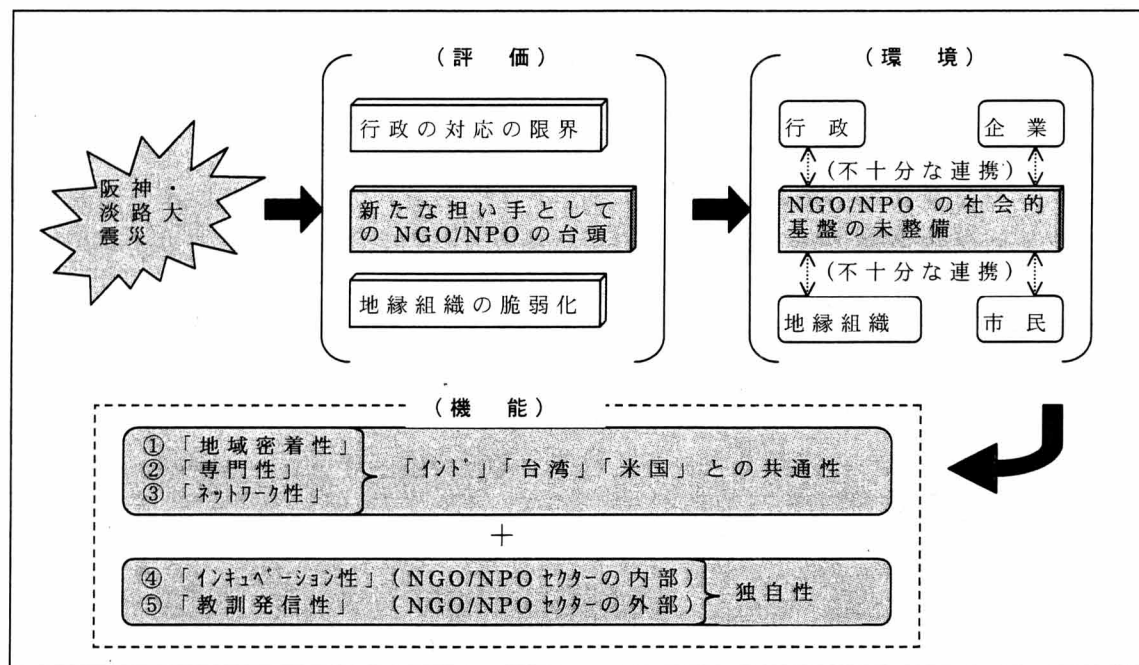 （評　価）
（環　境）
行政の対応の限界
行政
企業
阪神・
淡路大
震災
(不十分な連携)
新たな担い手として
のNGO/NPOの台頭
NGO/NPOの社会的
基盤の未整備
(不十分な連携)
地縁組織の脆弱化
地縁組織
市民
（機　能）
①「地域密着性」
②「専門性」
③「ﾈｯﾄﾜｰｸ性」
「ｲﾝﾄﾞ」「台湾」「米国」との共通性
＋
④「ｲﾝｷｭﾍﾞｰｼｮﾝ性」（NGO/NPOｾｸﾀｰの内部）
⑤「教訓発信性」（NGO/NPOｾｸﾀｰの外部）
独自性